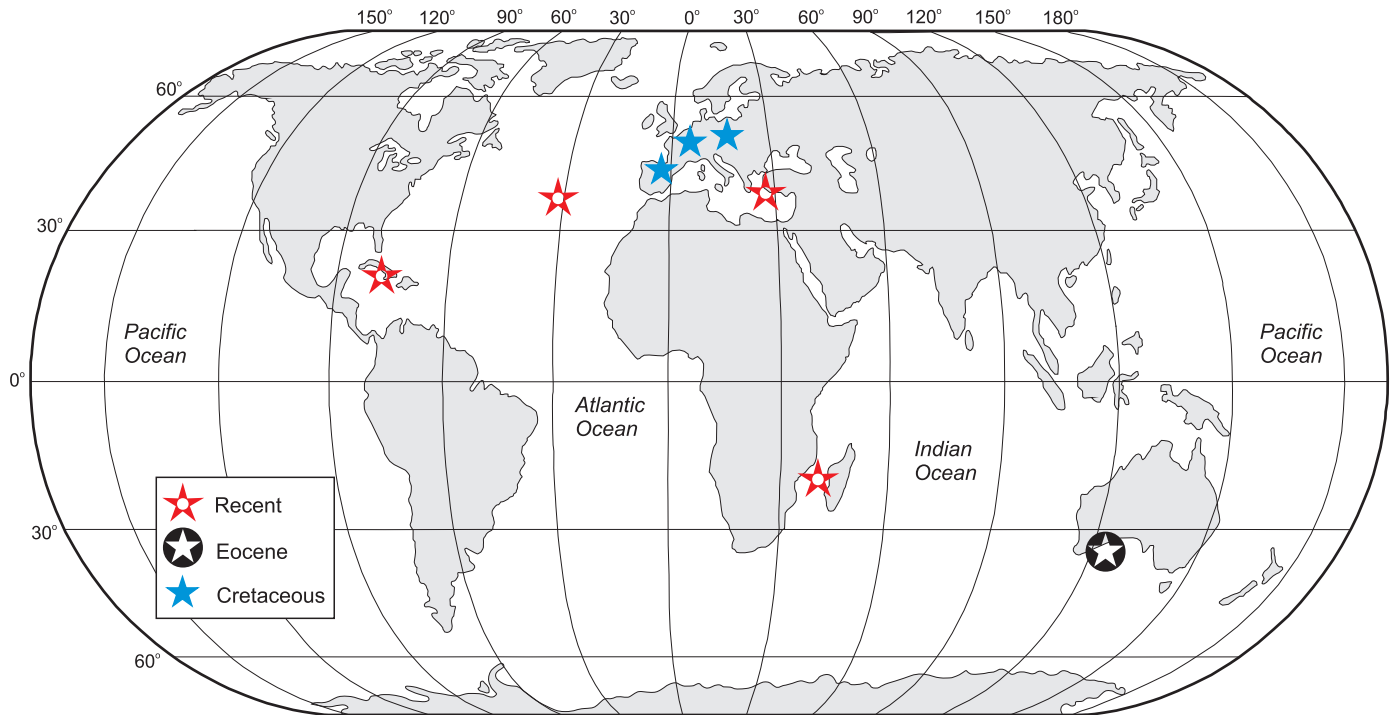 150° 120° 90° 60° 30° 0° 30° 60° 90° 120° 150° 180°
60°
30°
Pacific
Ocean
Pacific
Ocean
0°
Atlantic
Ocean
Indian
Ocean
Recent
30°
Eocene
Cretaceous
60°